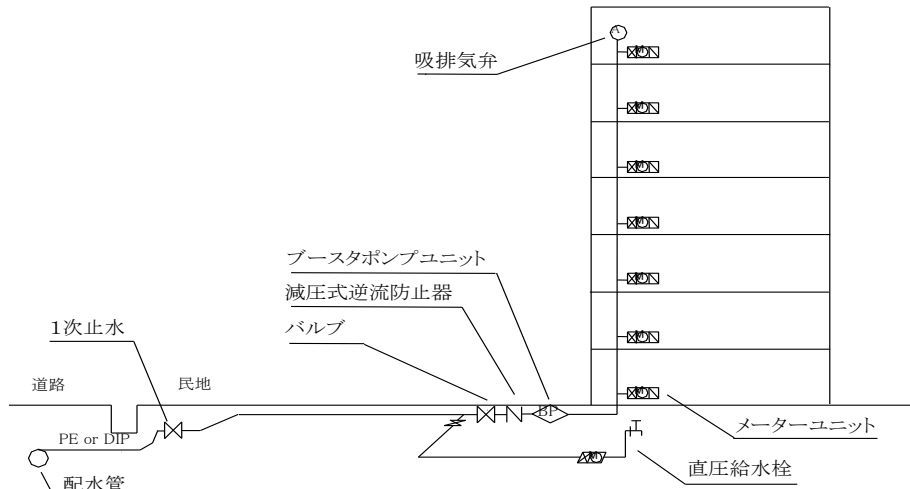 吸排気弁
ブースタポンプユニット
減圧式逆流防止器
バルブ
1次止水
道路
民地
BP
PE or DIP
メーターユニット
直圧給水栓
配水管
A
M
M
M
M
M
M
M
M